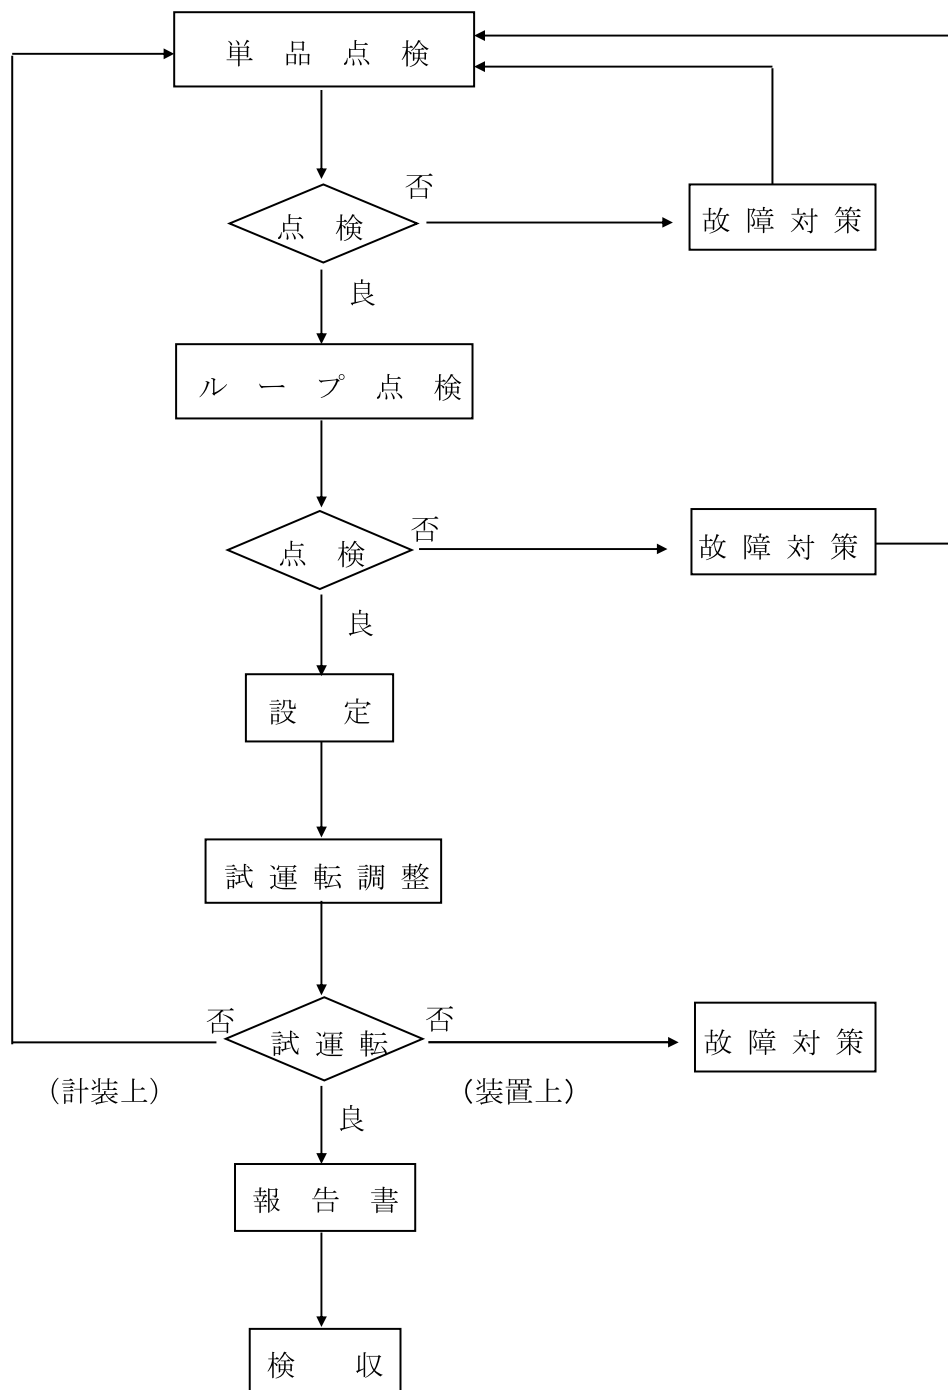 単品点検
否
点検
故障対策
良
ループ点検
否
点検
故障対策
良
設定
試運転調整
否
試運転
否
故障対策
（計装上）
（装置上）
良
報告書
検収